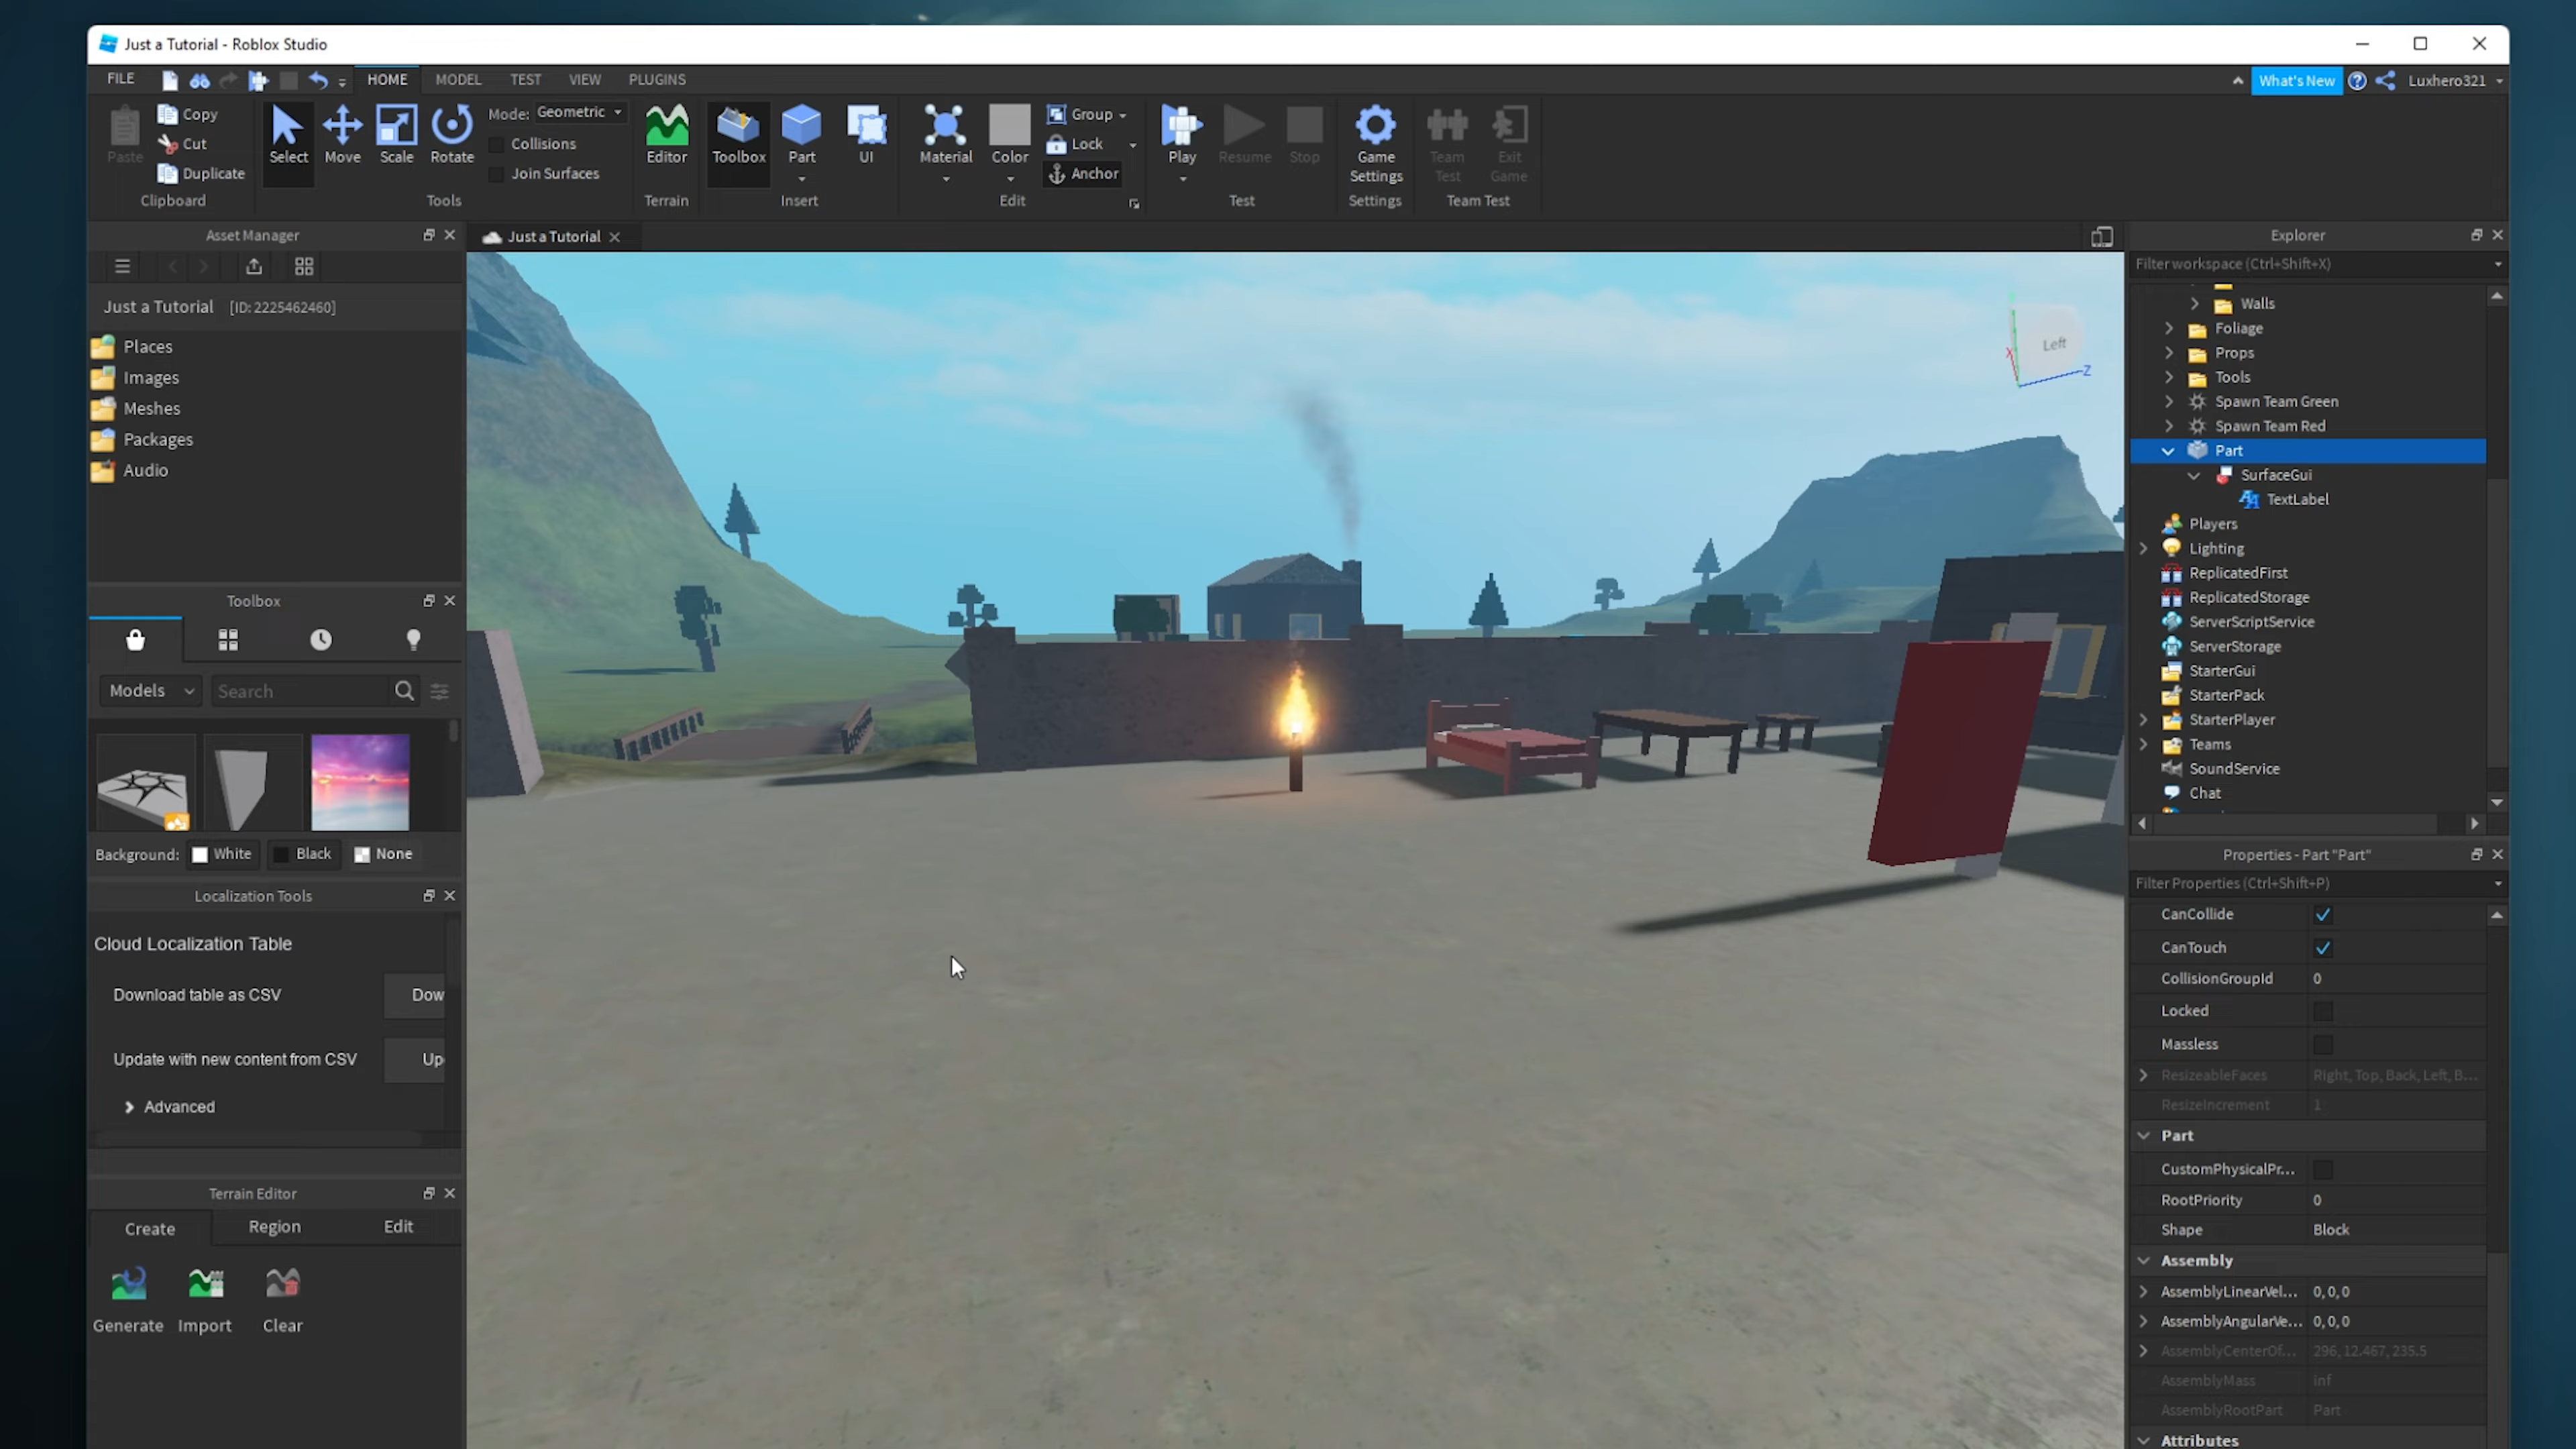 Just a Tutorial - Roblox Studio
FILE HOME MODEL TEST VIEW PLUGINS What's New Luxhero321
Paste Copy Cut Duplicate
Clipboard
Select Move Scale Rotate
Mode: Geometric
Collisions
Join Surfaces
Tools
Editor
Terrain
Toolbox Part UI
Insert
Material Color Group
Lock
Anchor
Edit
Play Resume Stop
Test
Game Settings
Settings
Team Test Exit Game
Team Test
Asset Manager
Just a Tutorial [ID: 2225462460]
Places
Images
Meshes
Packages
Audio
Toolbox
Models Search
Background: White Black None
Localization Tools
Cloud Localization Table
Download table as CSV Dow
Update with new content from CSV Up
Advanced
Terrain Editor
Create Region Edit
Generate Import Clear
Just a Tutorial
Left
X
Z
Explorer
Filter workspace (Ctrl+Shift+X)
Walls
Foliage
Props
Tools
Spawn Team Green
Spawn Team Red
Part
SurfaceGui
TextLabel
Players
Lighting
ReplicatedFirst
ReplicatedStorage
ServerScriptService
ServerStorage
StarterGui
StarterPack
StarterPlayer
Teams
SoundService
Chat
Properties - Part "Part"
Filter Properties (Ctrl+Shift+P)
CanCollide
CanTouch
CollisionGroupId 0
Locked
Massless
ResizeableFaces Right, Top, Back, Left, B...
ResizeIncrement 1
Part
CustomPhysicalPr...
RootPriority 0
Shape Block
Assembly
AssemblyLinearVel... 0, 0, 0
AssemblyAngularVe... 0, 0, 0
AssemblyCenterOf... 296, 12.467, 235.5
AssemblyMass inf
AssemblyRootPart Part
Attributes